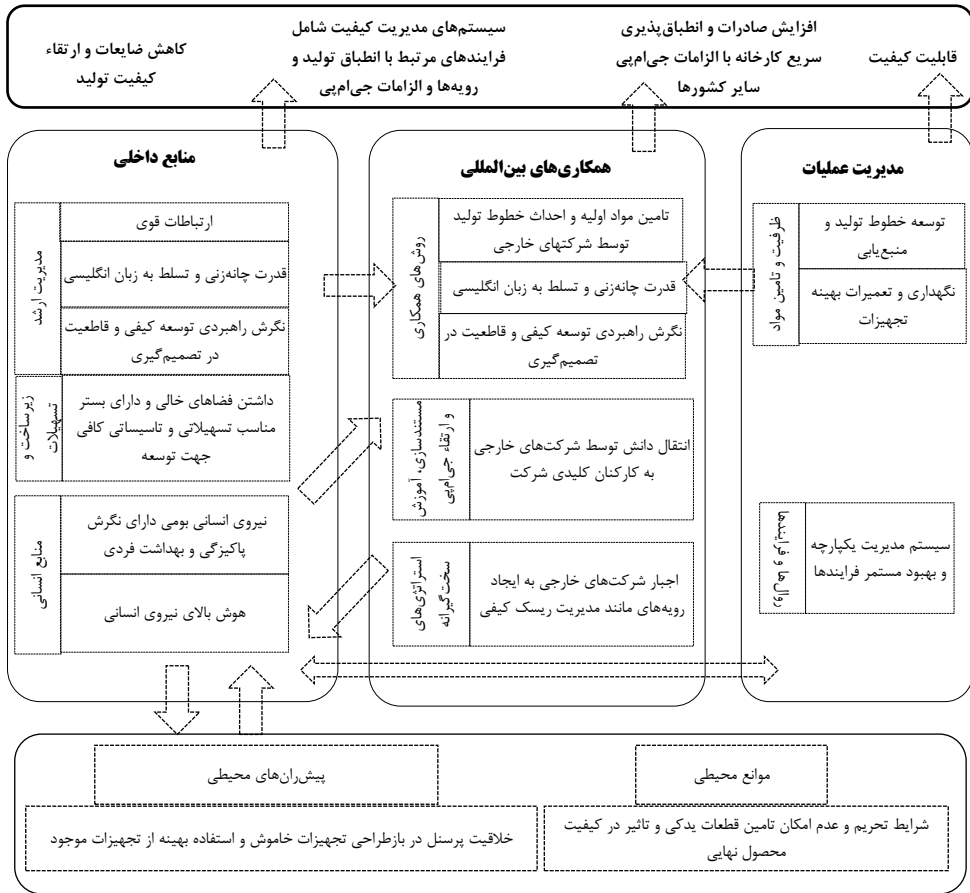 قابلیت کیفیت
افزایش صادرات و انطباق‌پذیری
سریع کارخانه با الزامات جی‌ام‌پی
سایر کشورها
سیستم‌های مدیریت کیفیت شامل
فرایندهای مرتبط با انطباق تولید و
رویه‌ها و الزامات جی‌ام‌پی
کاهش ضایعات و ارتقاء
کیفیت تولید
مدیریت عملیات
ظرفیت و تامین مواد
توسعه خطوط تولید و
منبع‌یابی
نگهداری و تعمیرات بهینه
تجهیزات
روال‌ها و فرایندها
سیستم مدیریت یکپارچه
و بهبود مستمر فرایندها
همکاری‌های بین‌المللی
روش های همکاری
تامین مواد اولیه و احداث خطوط تولید
توسط شرکتهای خارجی
قدرت چانه‌زنی و تسلط به زبان انگلیسی
نگرش راهبردی توسعه کیفی و قاطعیت در
تصمیم‌گیری
مستندسازی، آموزش
و ارتقاء جی‌ام‌پی
انتقال دانش توسط شرکت‌های خارجی
به کارکنان کلیدی شرکت
استراتژی‌های
سخت‌گیرانه
اجبار شرکت‌های خارجی به ایجاد
رویه‌های مانند مدیریت ریسک کیفی
منابع داخلی
مدیریت ارشد
ارتباطات قوی
قدرت چانه‌زنی و تسلط به زبان انگلیسی
نگرش راهبردی توسعه کیفی و قاطعیت
در تصمیم‌گیری
زیرساخت و
تسهیلات
داشتن فضاهای خالی و دارای بستر
مناسب تسهیلاتی و تاسیساتی کافی
جهت توسعه
منابع انسانی
نیروی انسانی بومی دارای نگرش
پاکیزگی و بهداشت فردی
هوش بالای نیروی انسانی
موانع محیطی
شرایط تحریم و عدم امکان تامین قطعات یدکی و تاثیر در کیفیت
محصول نهایی
پیش‌ران‌های محیطی
خلاقیت پرسنل در بازطراحی تجهیزات خاموش و استفاده بهینه از تجهیزات موجود